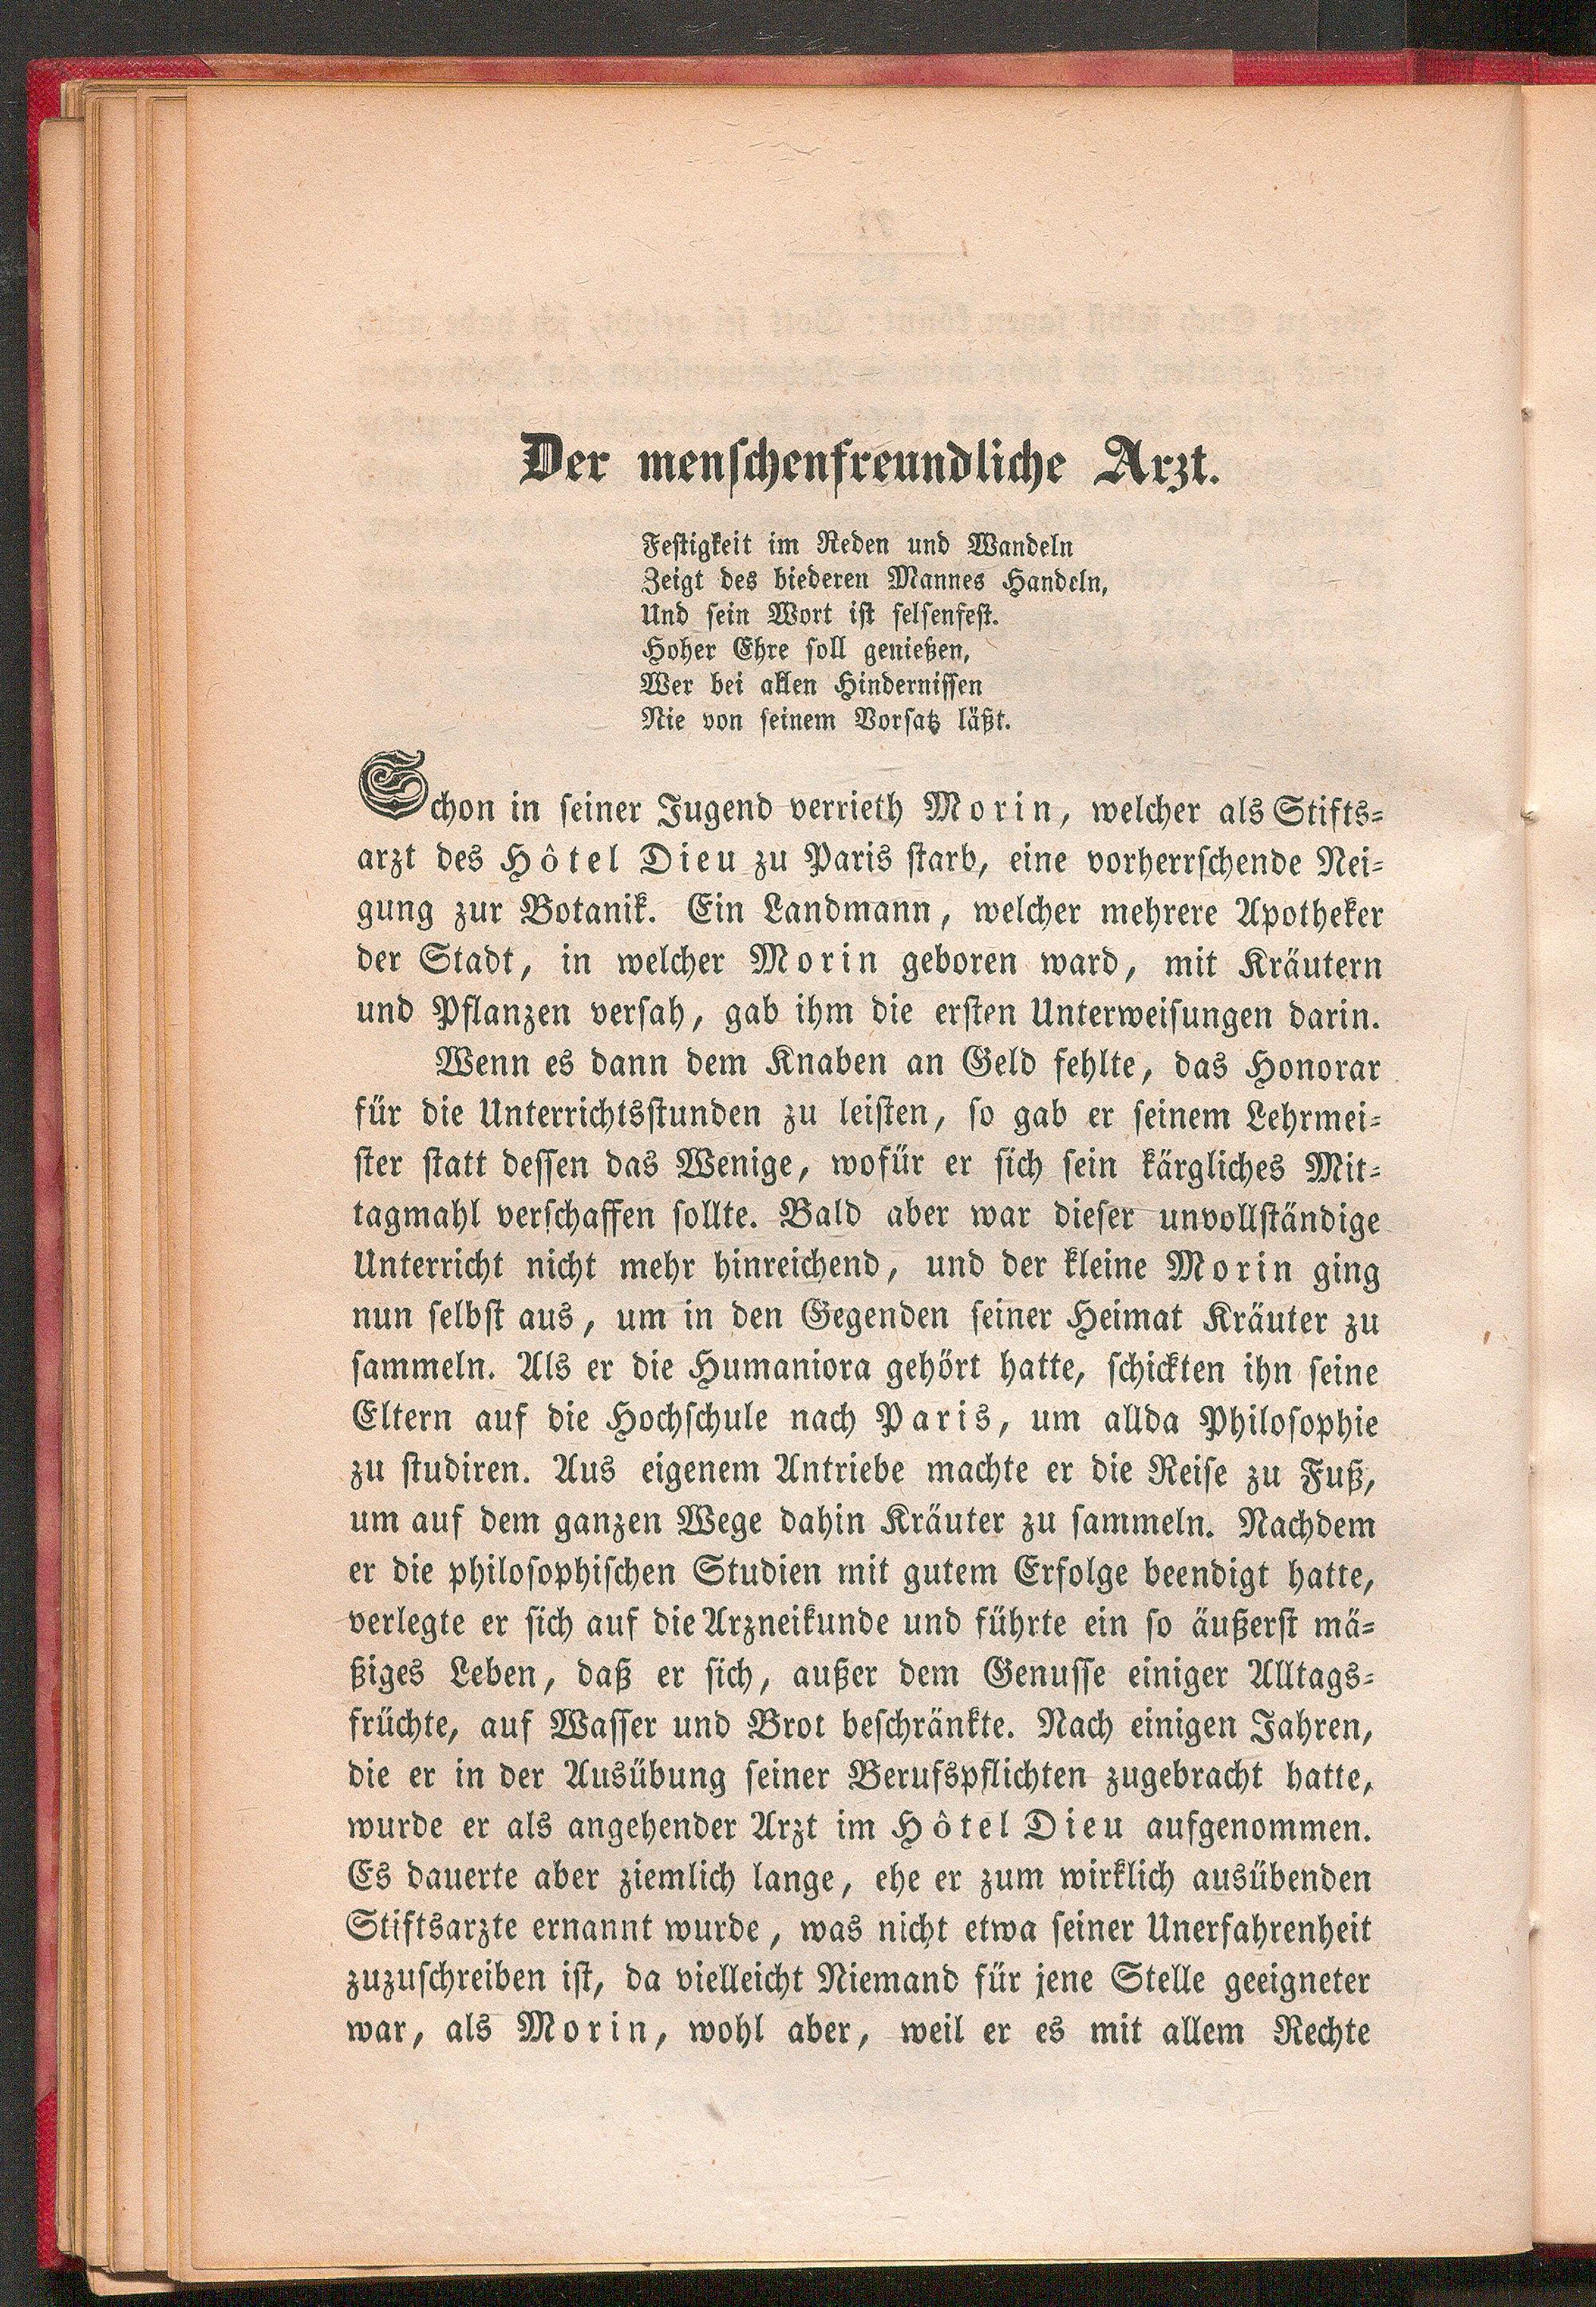 Der menschenfreundliche Arzt.
Festigkeit im Reden und Wandeln
Zeigt des biederen Mannes Handeln,
Und sein Wort ist felsenfest.
Hoher Ehre soll genießen,
Wer bei allen Hindernissen
Nie von seinem Vorsatz läßt.
Schon in seiner Jugend verrieth Morin, welcher als Stifts-
arzt des Hôtel Dieu zu Paris starb, eine vorherrschende Nei-
gung zur Botanik. Ein Landmann, welcher mehrere Apotheker
der Stadt, in welcher Morin geboren ward, mit Kräutern
und Pflanzen versah, gab ihm die ersten Unterweisungen darin.
Wenn es dann dem Knaben an Geld fehlte, das Honorar
für die Unterrichtsstunden zu leisten, so gab er seinem Lehrmei-
ster statt dessen das Wenige, wofür er sich sein kärgliches Mit-
tagmahl verschaffen sollte. Bald aber war dieser unvollständige
Unterricht nicht mehr hinreichend, und der kleine Morin ging
nun selbst aus, um in den Gegenden seiner Heimat Kräuter zu
sammeln. Als er die Humaniora gehört hatte, schickten ihn seine
Eltern auf die Hochschule nach Paris, um allda Philosophie
zu studiren. Aus eigenem Antriebe machte er die Reise zu Fuß,
um auf dem ganzen Wege dahin Kräuter zu sammeln. Nachdem
er die philosophischen Studien mit gutem Erfolge beendigt hatte,
verlegte er sich auf die Arzneikunde und führte ein so äußerst mä-
ßiges Leben, daß er sich, außer dem Genusse einiger Alltags-
früchte, auf Wasser und Brot beschränkte. Nach einigen Jahren,
die er in der Ausübung seiner Berufspflichten zugebracht hatte,
wurde er als angehender Arzt im Hôtel Dieu aufgenommen.
Es dauerte aber ziemlich lange, ehe er zum wirklich ausübenden
Stiftsarzte ernannt wurde, was nicht etwa seiner Unerfahrenheit
zuzuschreiben ist, da vielleicht Niemand für jene Stelle geeigneter
war, als Morin, wohl aber, weil er es mit allem Rechte